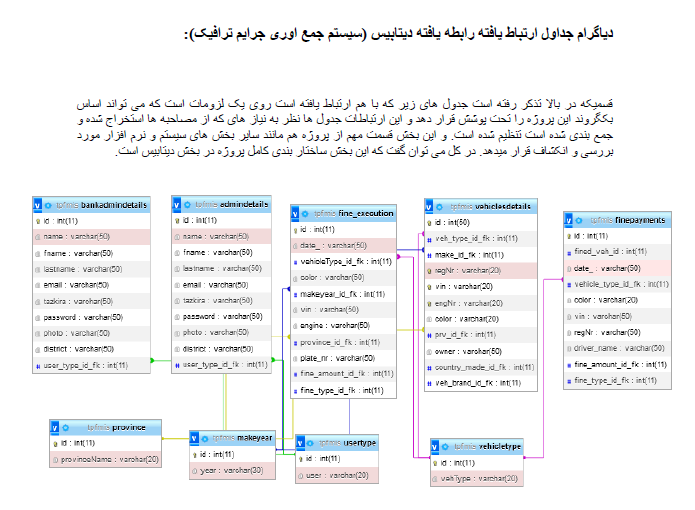 دیاگرام جداول ارتباط یافته رابطه یافته دیتابیس (سیستم جمع اوری جرایم ترافیک):
قسمیکه در بالا تذکر رفته است جدول های زیر که با هم ارتباط یافته است روی یک لزومات است که می تواند اساس
بکگروند این پروژه را تحت پوشش قرار دهد و این ارتباطات جدول ها نظر به نیاز های که از مصاحبه ها استخراج شده و
جمع بندی شده است تنظیم شده است. و این بخش قسمت مهم از پروژه هم مانند سایر بخش های سیستم و نرم افزار مورد
بررسی و انکشاف قرار میدهد. در کل می توان گفت که این بخش ساختار بندی کامل پروژه در بخش دیتابیس است.
tpfmis bankadmindetails
id : int(11)
name : varchar(50)
fname : varchar(50)
lastname : varchar(50)
email : varchar(50)
tazkira : varchar(50)
password : varchar(50)
photo : varchar(50)
district : varchar(50)
user_type_id_fk : int(11)
tpfmis admindetails
id : int(11)
name : varchar(50)
fname : varchar(50)
lastname : varchar(50)
email : varchar(50)
tazkira : varchar(50)
password : varchar(50)
photo : varchar(50)
district : varchar(50)
user_type_id_fk : int(11)
tpfmis fine_execution
id : int(11)
date_ : varchar(50)
vehicleType_id_fk : int(11)
color : varchar(50)
makeyear_id_fk : int(11)
vin : varchar(50)
engine : varchar(50)
province_id_fk : int(11)
plate_nr : varchar(50)
fine_amount_id_fk : int(11)
fine_type_id_fk : int(11)
tpfmis vehiclesdetails
id : int(50)
veh_type_id_fk : int(11)
make_id_fk : int(11)
regNr : varchar(20)
vin : varchar(20)
engNr : varchar(20)
color : varchar(20)
prv_id_fk : int(11)
owner : varchar(50)
country_made_id_fk : int(11)
veh_brand_id_fk : int(11)
tpfmis finepayments
id : int(11)
fined_veh_id : int(11)
date_ : varchar(50)
vehicle_type_id_fk : int(11)
color : varchar(20)
vin : varchar(50)
regNr : varchar(50)
driver_name : varchar(50)
fine_amount_id_fk : int(11)
fine_type_id_fk : int(11)
tpfmis province
id : int(11)
provinceName : varchar(20)
tpfmis makeyear
id : int(11)
year : varchar(30)
tpfmis usertype
id : int(11)
user : varchar(20)
tpfmis vehicletype
id : int(11)
vehType : varchar(20)